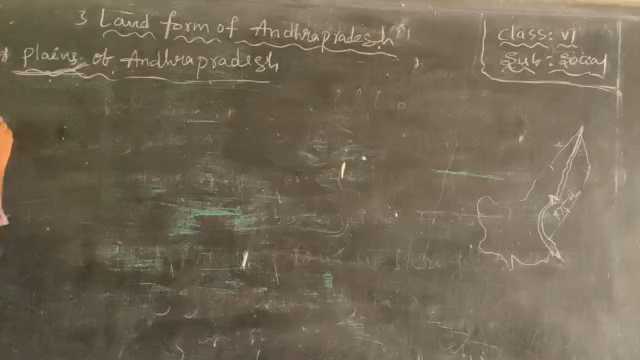 3 Land form of Andhrapradesh
Class: VI
Sub: Social
* plains of Andhrapradesh